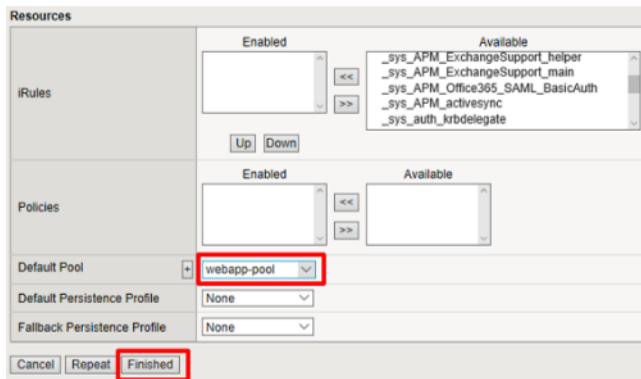 Resources
Enabled
Available
iRules
<<
>>
_sys_APM_ExchangeSupport_helper
_sys_APM_ExchangeSupport_main
_sys_APM_Office365_SAML_BasicAuth
_sys_APM_activesync
_sys_auth_krbdelegate
Up Down
Enabled
Available
Policies
<<
>>
Default Pool + webapp-pool
Default Persistence Profile None
Fallback Persistence Profile None
Cancel Repeat Finished